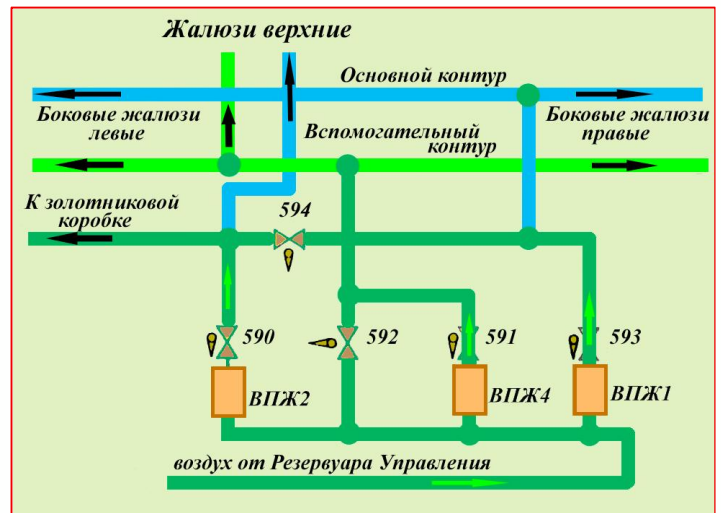 Жалюзи верхние
Основной контур
Боковые жалюзи
левые
Боковые жалюзи
правые
Вспомогательный
контур
К золотниковой
коробке
594
590
592
591
593
ВПЖ2
ВПЖ4
ВПЖ1
воздух от Резервуара Управления